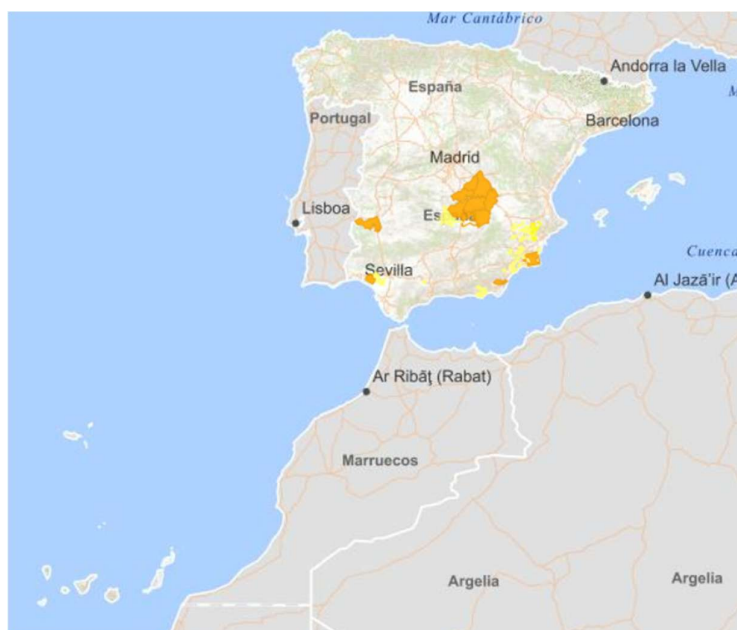 Mar Cantábrico
Andorra la Vella
España
M
Portugal
Barcelona
Madrid
Lisboa
Sevilla
Cuenca
Al Jazā'ir (A
Ar Ribāţ (Rabat)
Marruecos
Argelia
Argelia